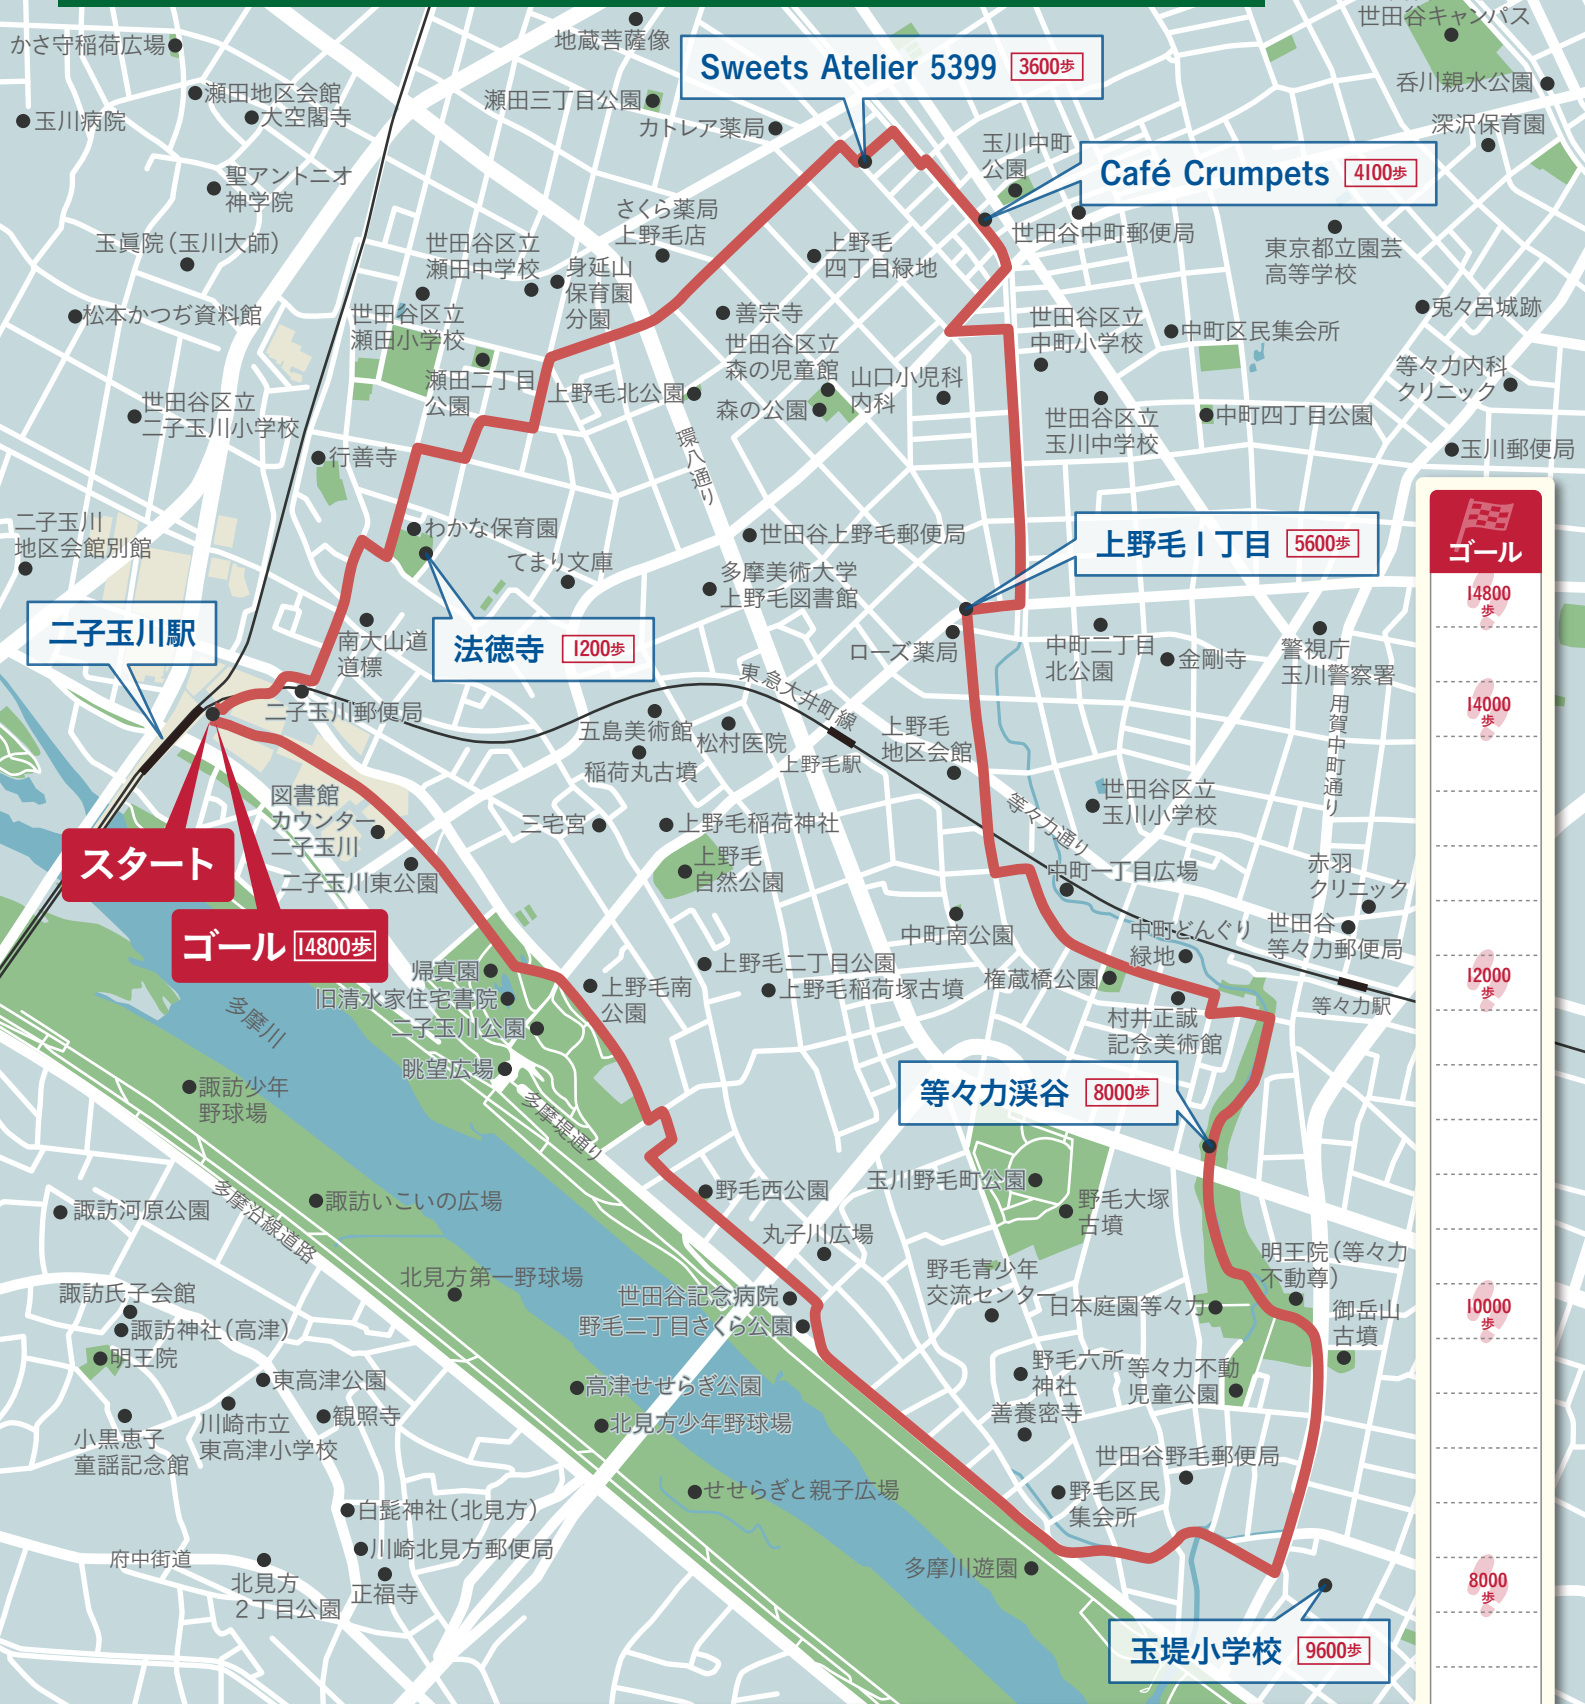 世田谷キャンパス
かさ守稲荷広場
地蔵菩薩像
Sweets Atelier 5399 3600歩
呑川親水公園
瀬田地区会館
瀬田三丁目公園
玉川病院
大空閣寺
カトレア薬局
深沢保育園
玉川中町
公園
Café Crumpets 4100歩
聖アントニオ
神学院
さくら薬局
上野毛店
世田谷中町郵便局
玉眞院(玉川大師)
世田谷区立
瀬田中学校
身延山
保育園
分園
上野毛
四丁目緑地
東京都立園芸
高等学校
松本かつぢ資料館
世田谷区立
瀬田小学校
善宗寺
世田谷区立
中町小学校
中町区民集会所
兎々呂城跡
世田谷区立
森の児童館
瀬田二丁目
公園
上野毛北公園
森の公園
山口小児科
内科
等々力内科
クリニック
世田谷区立
二子玉川小学校
世田谷区立
玉川中学校
中町四丁目公園
行善寺
環八通り
玉川郵便局
二子玉川
地区会館別館
わかな保育園
てまり文庫
世田谷上野毛郵便局
上野毛1丁目 5600歩
ゴール
多摩美術大学
上野毛図書館
14800
歩
二子玉川駅
南大山道
道標
法徳寺 1200歩
ローズ薬局
中町二丁目
北公園
金剛寺
警視庁
玉川警察署
二子玉川郵便局
東急大井町線
用賀中町通り
14000
歩
五島美術館
松村医院
上野毛駅
上野毛
地区会館
稲荷丸古墳
図書館
カウンター
二子玉川
三宅宮
上野毛稲荷神社
等々力通り
世田谷区立
玉川小学校
スタート
二子玉川東公園
上野毛
自然公園
中町一丁目広場
赤羽
クリニック
ゴール 14800歩
中町南公園
中町どんぐり
緑地
世田谷
等々力郵便局
帰真園
旧清水家住宅書院
上野毛南
公園
上野毛二丁目公園
上野毛稲荷塚古墳
権蔵橋公園
12000
歩
等々力駅
多摩川
二子玉川公園
村井正誠
記念美術館
眺望広場
諏訪少年
野球場
多摩堤通り
等々力渓谷 8000歩
諏訪河原公園
多摩沿線道路
諏訪いこいの広場
野毛西公園
玉川野毛町公園
野毛大塚
古墳
丸子川広場
北見方第一野球場
野毛青少年
交流センター
明王院(等々力
不動尊)
諏訪氏子会館
世田谷記念病院
野毛二丁目さくら公園
日本庭園等々力
御岳山
古墳
10000
歩
諏訪神社(高津)
明王院
東高津公園
高津せせらぎ公園
野毛六所
神社
等々力不動
児童公園
小黒恵子
童謡記念館
川崎市立
東高津小学校
観照寺
北見方少年野球場
善養密寺
世田谷野毛郵便局
せせらぎと親子広場
野毛区民
集会所
白髭神社(北見方)
府中街道
川崎北見方郵便局
北見方
2丁目公園
正福寺
多摩川遊園
8000
歩
玉堤小学校 9600歩